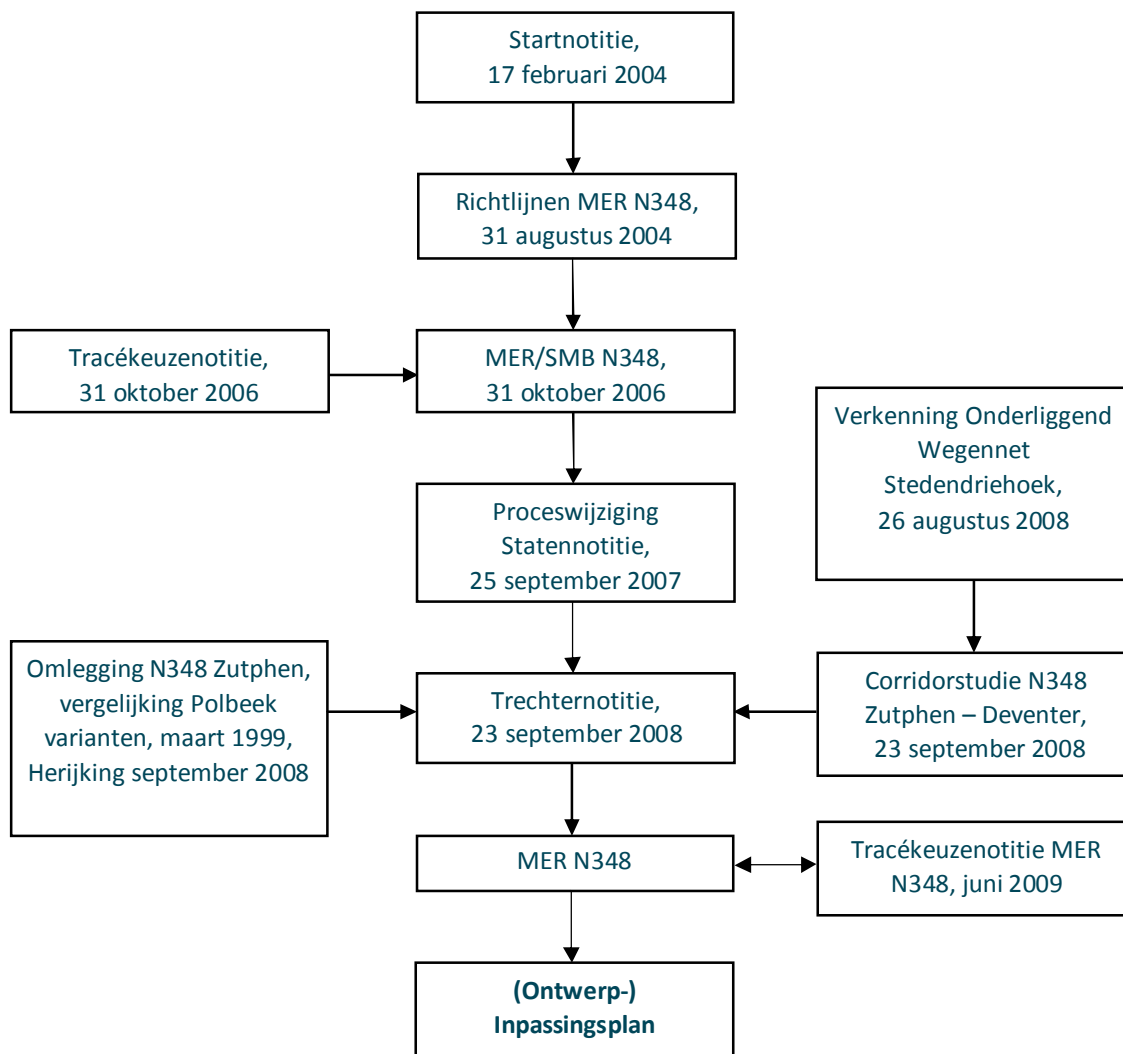 Startnotitie,
17 februari 2004
Richtlijnen MER N348,
31 augustus 2004
Tracékeuzenotitie,
31 oktober 2006
MER/SMB N348,
31 oktober 2006
Verkenning Onderliggend
Wegennet
Stedendriehoek,
26 augustus 2008
Proceswijziging
Statennotitie,
25 september 2007
Omlegging N348 Zutphen,
vergelijking Polbeek
varianten, maart 1999,
Herijking september 2008
Trechternotitie,
23 september 2008
Corridorstudie N348
Zutphen – Deventer,
23 september 2008
MER N348
Tracékeuzenotitie MER
N348, juni 2009
(Ontwerp-)
Inpassingsplan